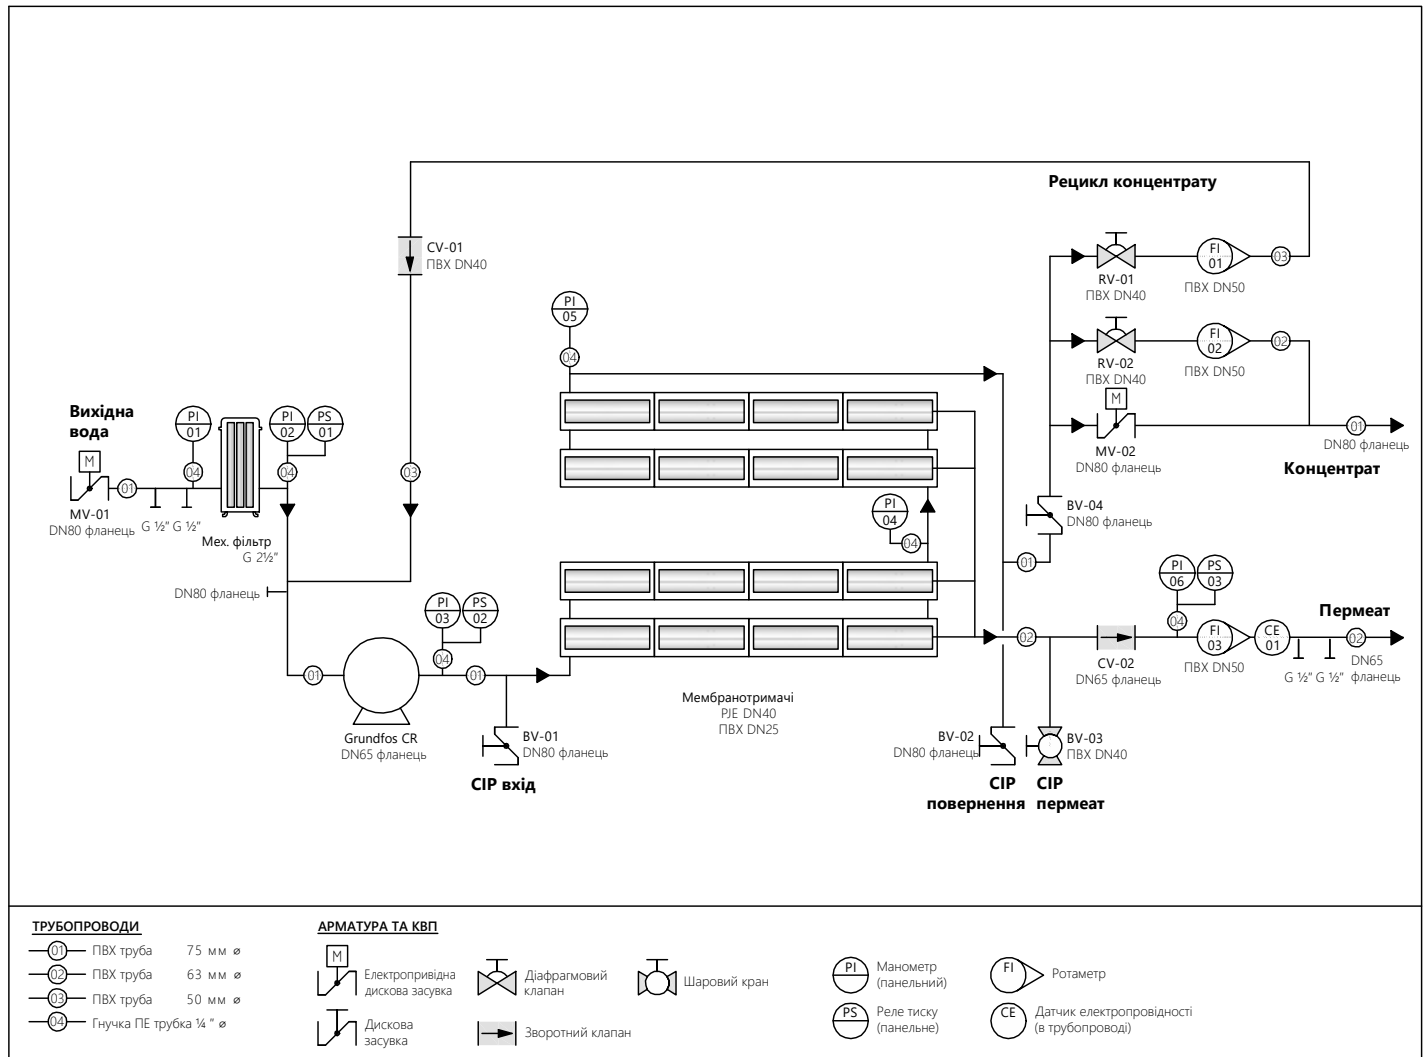 Рецикл концентрату
CV-01
ПВХ DN40
FI
01
03
RV-01
ПВХ DN40
ПВХ DN50
PI
05
04
FI
02
02
RV-02
ПВХ DN40
ПВХ DN50
M
MV-02
DN80 фланець
01
DN80 фланець
Концентрат
Вихідна
вода
PI
01
PI
02
PS
01
M
01
04
04
03
MV-01
DN80 фланець
G ½” G ½”
Мех. фільтр
G 2½”
PI
04
04
BV-04
DN80 фланець
01
DN80 фланець
PI
03
PS
02
04
PI
06
PS
03
04
Пермеат
02
FI
03
CE
01
02
CV-02
DN65 фланець
ПВХ DN50
G ½” G ½”
DN65
фланець
01
01
Мембранотримачі
PJE DN40
ПВХ DN25
Grundfos CR
DN65 фланець
BV-01
DN80 фланець
BV-02
DN80 фланець
BV-03
ПВХ DN40
CIP вхід
CIP
повернення
CIP
пермеат
ТРУБОПРОВОДИ
01 ПВХ труба 75 мм ⌀
02 ПВХ труба 63 мм ⌀
03 ПВХ труба 50 мм ⌀
04 Гнучка ПЕ трубка ¼ ” ⌀
АРМАТУРА ТА КВП
M
Електропривідна
дискова засувка
Дискова
засувка
Діафрагмовий
клапан
Зворотний клапан
Шаровий кран
PI
Манометр
(панельний)
PS
Реле тиску
(панельне)
FI
Ротаметр
CE
Датчик електропровідності
(в трубопроводі)